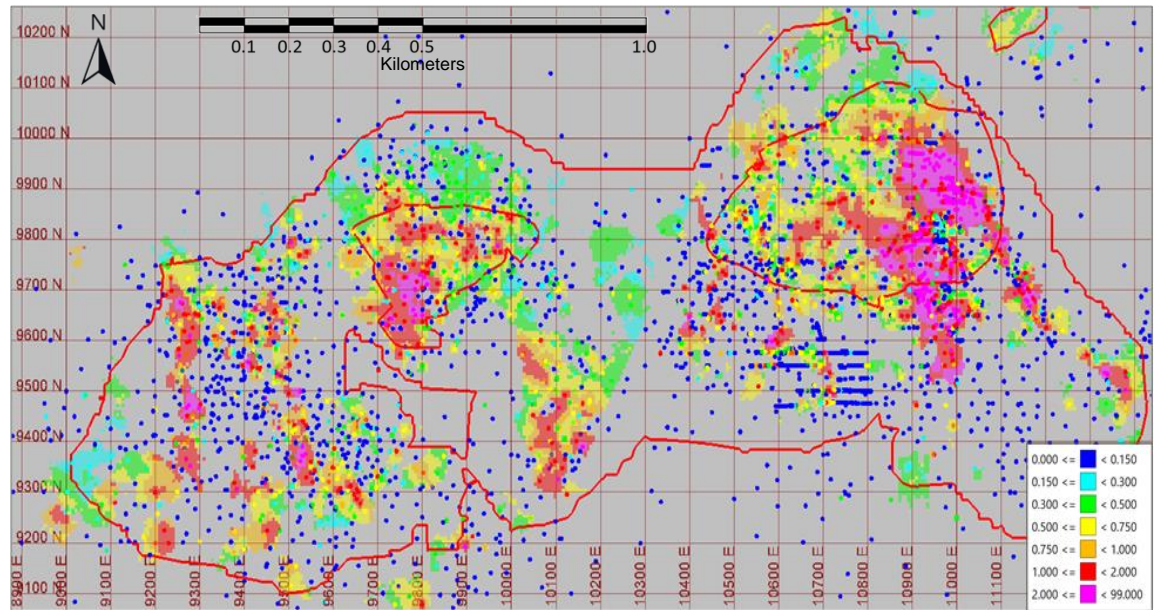 N
0.1 0.2 0.3 0.4 0.5 1.0
Kilometers
10200 N
10100 N
10000 N
9900 N
9800 N
9700 N
9600 N
9500 N
9400 N
9300 N
9200 N
9100 N
8900 E
9000 E
9100 E
9200 E
9300 E
9400 E
9500 E
9600 E
9700 E
9800 E
9900 E
10000 E
10100 E
10200 E
10300 E
10400 E
10500 E
10600 E
10700 E
10800 E
10900 E
11000 E
11100 E
0.000 <= < 0.150
0.150 <= < 0.300
0.300 <= < 0.500
0.500 <= < 0.750
0.750 <= < 1.000
1.000 <= < 2.000
2.000 <= < 99.000